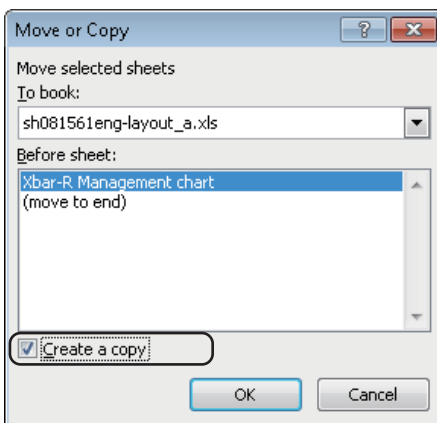 Move or Copy
Move selected sheets
To book:
sh081561eng-layout_a.xls
Before sheet:
Xbar-R Management chart
(move to end)
Create a copy
OK Cancel